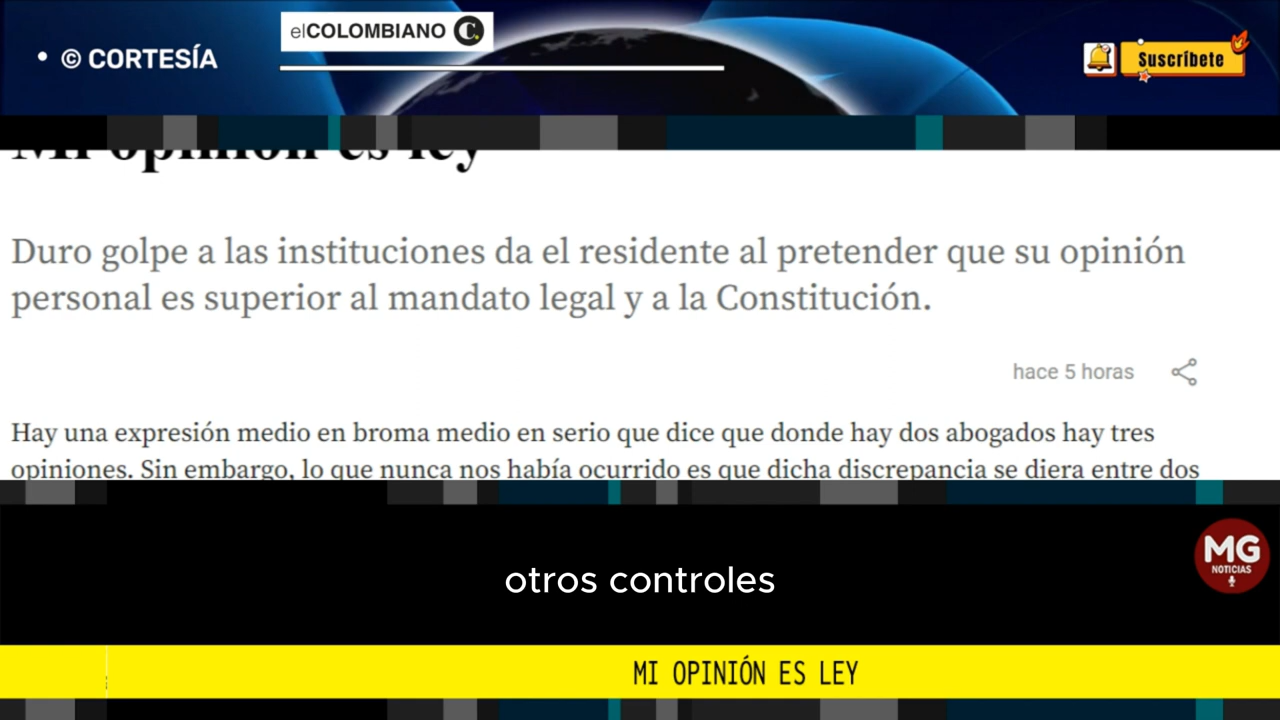 elCOLOMBIANO C.
• © CORTESÍA
Suscríbete
Mi opinión es ley
Duro golpe a las instituciones da el residente al pretender que su opinión
personal es superior al mandato legal y a la Constitución.
hace 5 horas
Hay una expresión medio en broma medio en serio que dice que donde hay dos abogados hay tres
opiniones. Sin embargo, lo que nunca nos había ocurrido es que dicha discrepancia se diera entre dos
MG
NOTICIAS
otros controles
MI OPINIÓN ES LEY